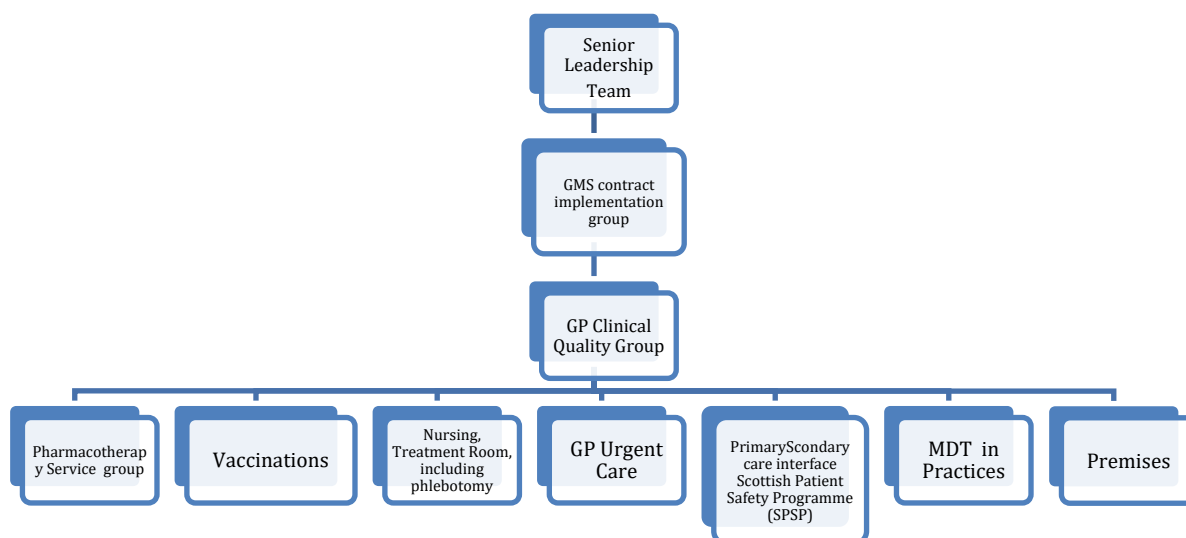 Senior
Leadership
Team
GMS contract
implementation
group
GP Clinical
Quality Group
Pharmacotherap
y Service group
Vaccinations
Nursing,
Treatment Room,
including
phlebotomy
GP Urgent
Care
PrimaryScondary
care interface
Scottish Patient
Safety Programme
(SPSP)
MDT in
Practices
Premises